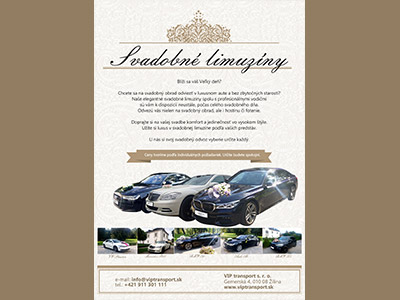 Svadobné limuzíny
Blíži sa váš Veľký deň?
Chcete sa na svadobný obrad odviesť v luxusnom aute a bez zbytočných starostí?
Naše elegantné svadobné limuzíny spolu s profesionálnymi vodičmi
sú vám k dispozícii neustále, počas celého svadobného dňa.
Odvezú vás nielen na svadobný obrad, ale i hostinu či fotenie.
Doprajte si na vašej svadbe komfort a jedinečnosť vo vysokom štýle.
Užite si luxus v svadobnej limuzíne podľa vašich predstáv.
U nás si svoj svadobný odvoz vyberie určite každý.
Ceny tvoríme podľa individuálnych požiadaviek. Určite budete spokojní.
e-mail: info@viptransport.sk
tel.: +421 911 301 111
VIP transport s. r. o.
Gemerská 4, 010 08 Žilina
www.viptransport.sk